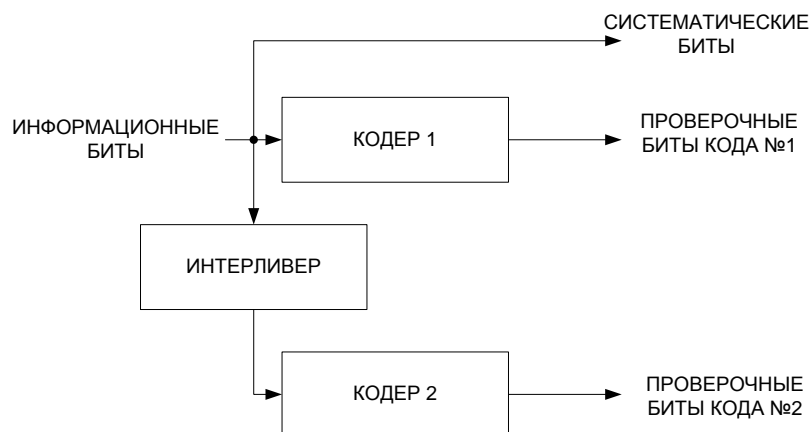 СИСТЕМАТИЧЕСКИЕ
БИТЫ
ИНФОРМАЦИОННЫЕ
БИТЫ
КОДЕР 1
ПРОВЕРОЧНЫЕ
БИТЫ КОДА №1
ИНТЕРЛИВЕР
КОДЕР 2
ПРОВЕРОЧНЫЕ
БИТЫ КОДА №2